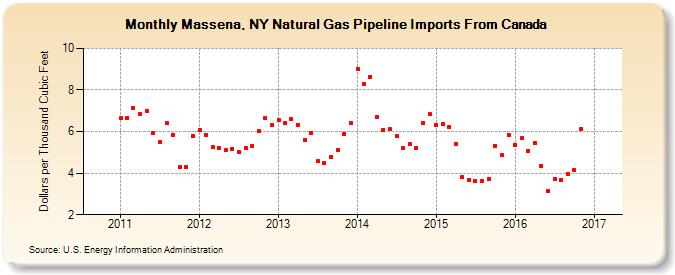 Monthly Massena, NY Natural Gas Pipeline Imports From Canada
Dollars per Thousand Cubic Feet
10
8
6
4
2
2011 2012 2013 2014 2015 2016 2017
Source: U.S. Energy Information Administration